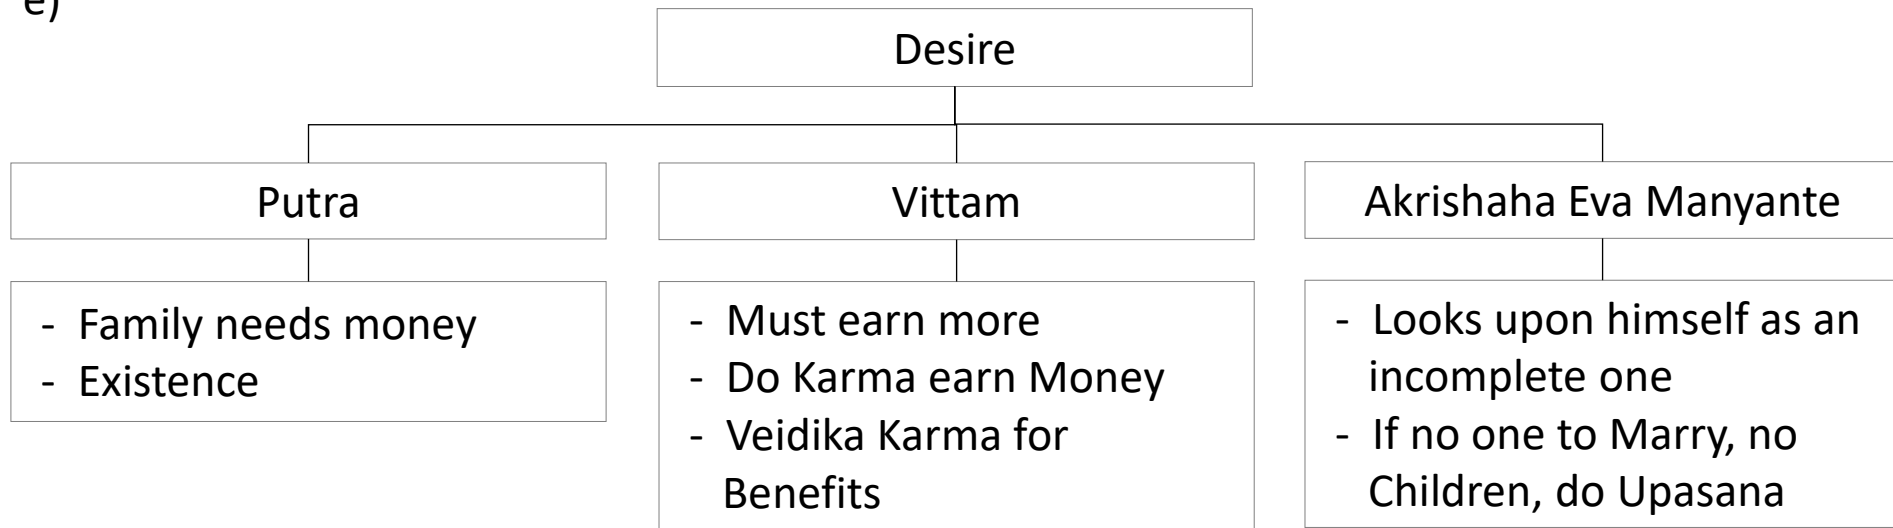 e)
Desire
Putra
Vittam
Akrishaha Eva Manyante
- Family needs money
- Existence
- Must earn more
- Do Karma earn Money
- Veidika Karma for
Benefits
- Looks upon himself as an
incomplete one
- If no one to Marry, no
Children, do Upasana